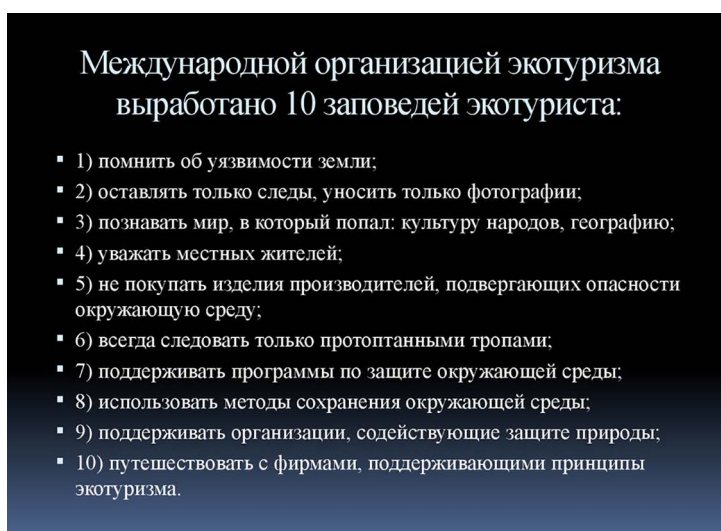 Международной организацией экотуризма
выработано 10 заповедей экотуриста:
▪ 1) помнить об уязвимости земли;
▪ 2) оставлять только следы, уносить только фотографии;
▪ 3) познавать мир, в который попал: культуру народов, географию;
▪ 4) уважать местных жителей;
▪ 5) не покупать изделия производителей, подвергающих опасности
окружающую среду;
▪ 6) всегда следовать только протоптанными тропами;
▪ 7) поддерживать программы по защите окружающей среды;
▪ 8) использовать методы сохранения окружающей среды;
▪ 9) поддерживать организации, содействующие защите природы;
▪ 10) путешествовать с фирмами, поддерживающими принципы
экотуризма.